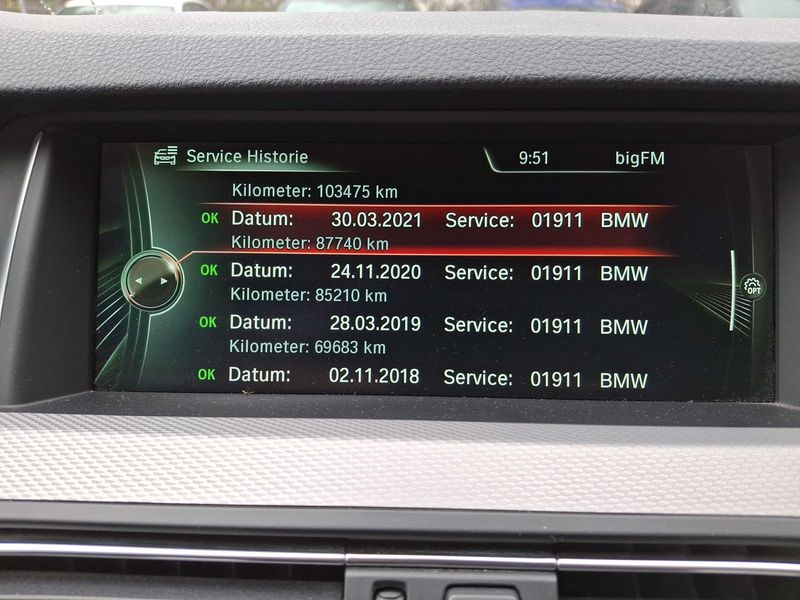 Service Historie 9:51 bigFM
Kilometer: 103475 km
OK Datum: 30.03.2021 Service: 01911 BMW
Kilometer: 87740 km
OK Datum: 24.11.2020 Service: 01911 BMW
Kilometer: 85210 km
OK Datum: 28.03.2019 Service: 01911 BMW
Kilometer: 69683 km
OK Datum: 02.11.2018 Service: 01911 BMW
OPT